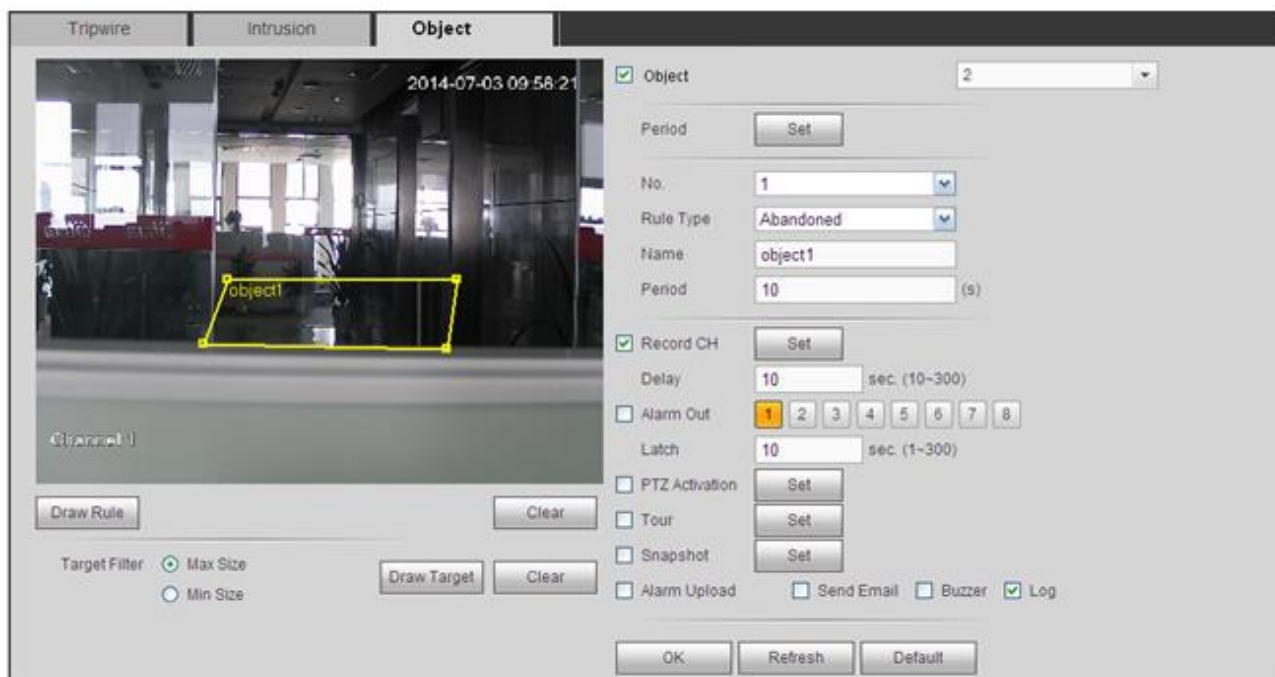 Tripwire Intrusion Object
2014-07-03 09:58:21
object1
Channel 1
Draw Rule Clear
Target Filter Max Size
Min Size
Draw Target Clear
Object 2
Period Set
No. 1
Rule Type Abandoned
Name object1
Period 10 (s)
Record CH Set
Delay 10 sec. (10~300)
Alarm Out 1 2 3 4 5 6 7 8
Latch 10 sec. (1~300)
PTZ Activation Set
Tour Set
Snapshot Set
Alarm Upload Send Email Buzzer Log
OK Refresh Default